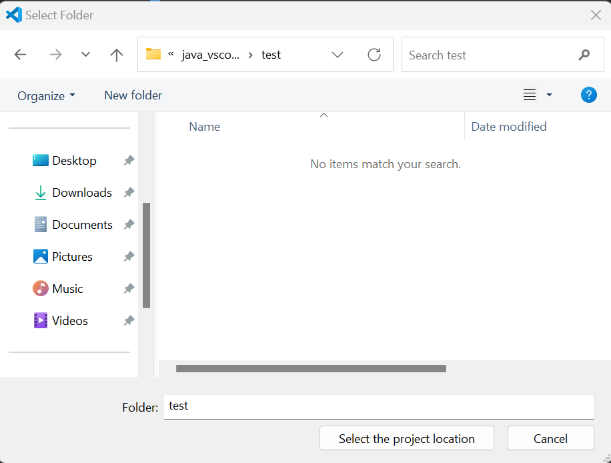 Select Folder
« java_vsco... > test
Search test
Organize
New folder
?
Name
Date modified
No items match your search.
Desktop
Downloads
Documents
Pictures
Music
Videos
Folder: test
Select the project location
Cancel